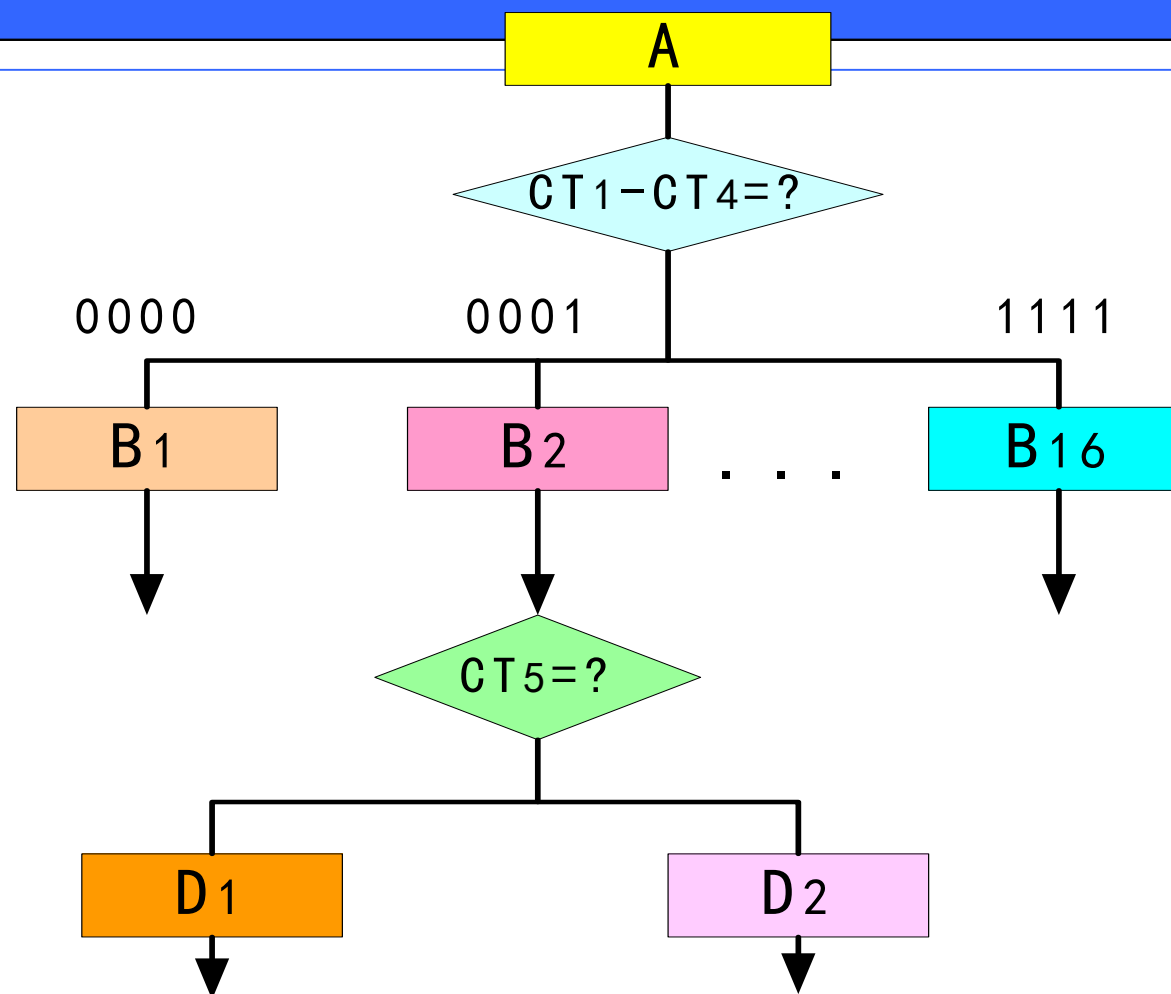 A
CT1-CT4=?
0000 0001 1111
B1 B2 . . . B16
CT5=?
D1 D2